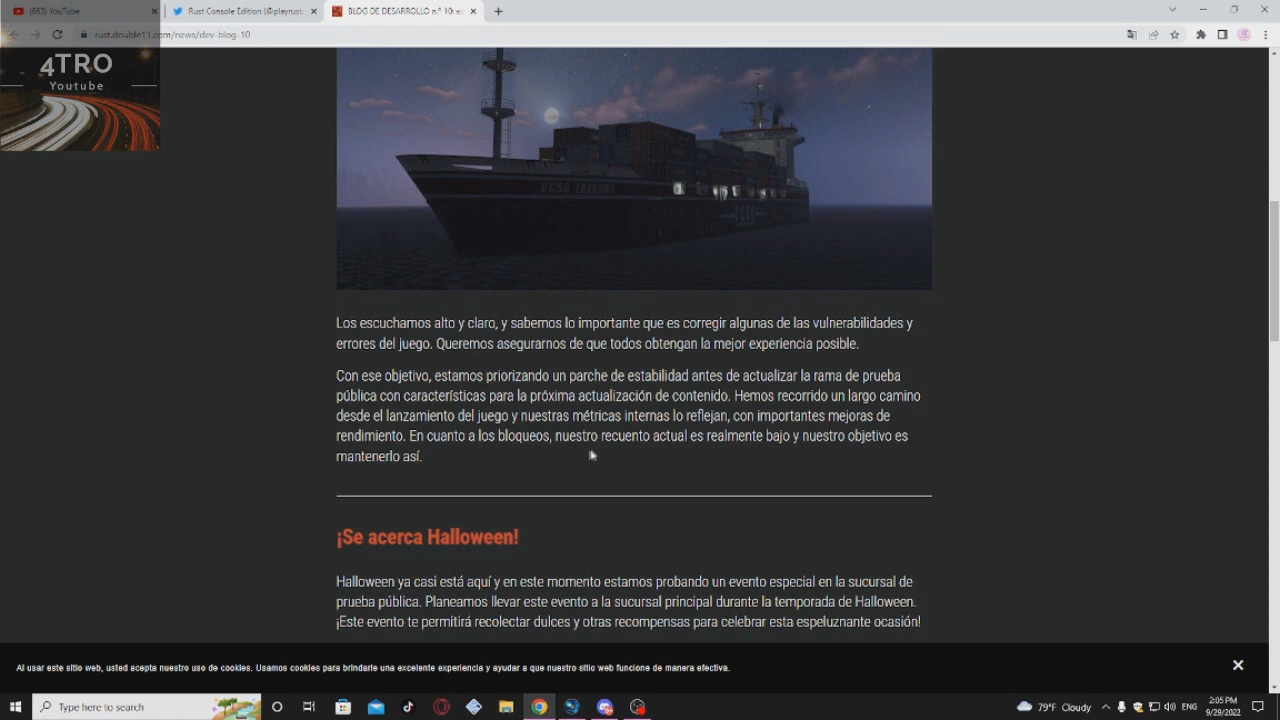 (663) YouTube
Rust Console Edition (@playrust
BLOG DE DESARROLLO n.º 10: e
rust.double11.com/news/dev-blog-10
4TRO
Youtube
Los escuchamos alto y claro, y sabemos lo importante que es corregir algunas de las vulnerabilidades y
errores del juego. Queremos asegurarnos de que todos obtengan la mejor experiencia posible.
Con ese objetivo, estamos priorizando un parche de estabilidad antes de actualizar la rama de prueba
pública con características para la próxima actualización de contenido. Hemos recorrido un largo camino
desde el lanzamiento del juego y nuestras métricas internas lo reflejan, con importantes mejoras de
rendimiento. En cuanto a los bloqueos, nuestro recuento actual es realmente bajo y nuestro objetivo es
mantenerlo así.
¡Se acerca Halloween!
Halloween ya casi está aquí y en este momento estamos probando un evento especial en la sucursal de
prueba pública. Planeamos llevar este evento a la sucursal principal durante la temporada de Halloween.
¡Este evento te permitirá recolectar dulces y otras recompensas para celebrar esta espeluznante ocasión!
Al usar este sitio web, usted acepta nuestro uso de cookies. Usamos cookies para brindarle una excelente experiencia y ayudar a que nuestro sitio web funcione de manera efectiva.
Type here to search
79°F Cloudy
ENG
2:05 PM
9/29/2022